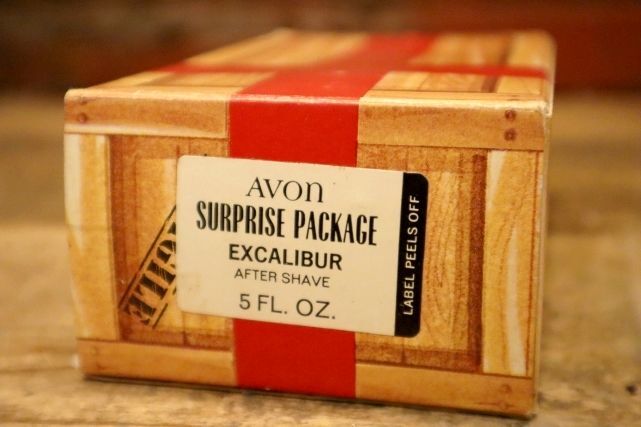 AVON
SURPRISE PACKAGE
EXCALIBUR
AFTER SHAVE
5 FL. OZ.
LABEL PEELS OFF